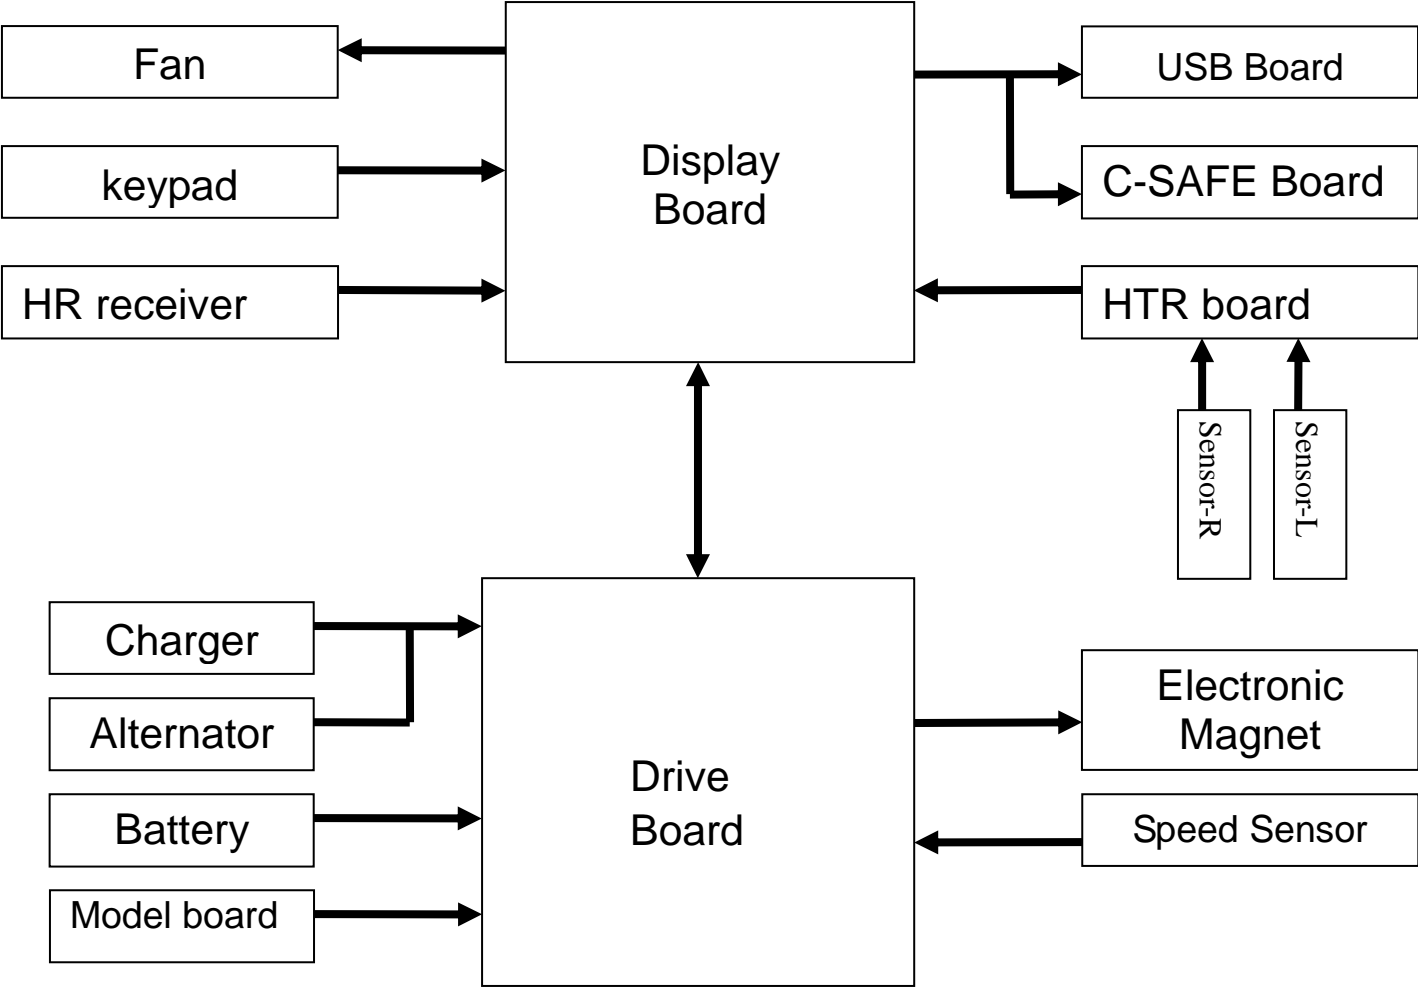 Fan
USB Board
keypad
Display
Board
C-SAFE Board
HR receiver
HTR board
Sensor-R
Sensor-L
Charger
Alternator
Electronic
Magnet
Drive
Board
Battery
Speed Sensor
Model board